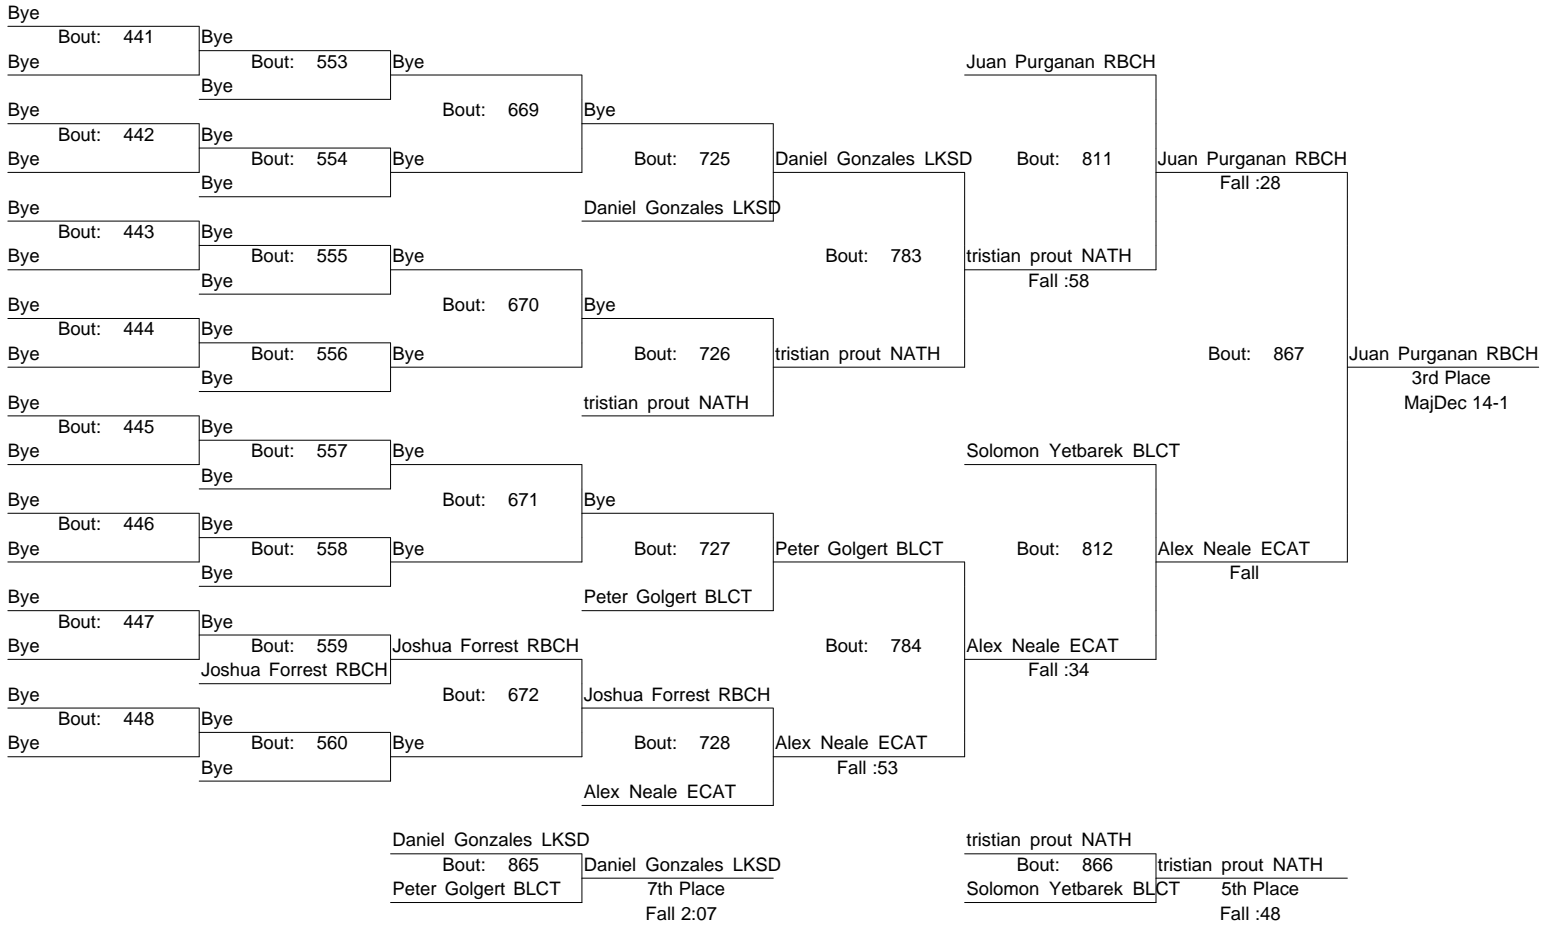 Bye
Bout: 441 Bye
Bye Bout: 553 Bye Juan Purganan RBCH
Bye
Bye Bout: 669 Bye
Bout: 442 Bye
Bye Bout: 554 Bye Bout: 725 Daniel Gonzales LKSD Bout: 811 Juan Purganan RBCH
Bye Fall :28
Bye Daniel Gonzales LKSD
Bout: 443 Bye
Bye Bout: 555 Bye Bout: 783 tristian prout NATH
Bye Fall :58
Bye Bout: 670 Bye
Bout: 444 Bye
Bye Bout: 556 Bye Bout: 726 tristian prout NATH Bout: 867 Juan Purganan RBCH
Bye 3rd Place
Bye tristian prout NATH MajDec 14-1
Bout: 445 Bye
Bye Bout: 557 Bye Solomon Yetbarek BLCT
Bye
Bye Bout: 671 Bye
Bout: 446 Bye
Bye Bout: 558 Bye Bout: 727 Peter Golgert BLCT Bout: 812 Alex Neale ECAT
Bye Fall
Bye Peter Golgert BLCT
Bout: 447 Bye
Bye Bout: 559 Joshua Forrest RBCH Bout: 784 Alex Neale ECAT
Joshua Forrest RBCH Fall :34
Bye Bout: 672 Joshua Forrest RBCH
Bout: 448 Bye
Bye Bout: 560 Bye Bout: 728 Alex Neale ECAT
Bye Fall :53
Alex Neale ECAT
Daniel Gonzales LKSD tristian prout NATH
Bout: 865 Daniel Gonzales LKSD Bout: 866 tristian prout NATH
Peter Golgert BLCT 7th Place Solomon Yetbarek BLCT 5th Place
Fall 2:07 Fall :48